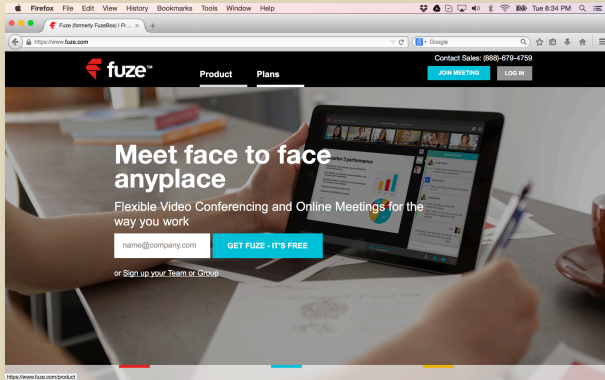 Firefox File Edit View History Bookmarks Tools Window Help
Tue 8:34 PM
Fuze (formerly FuzeBox) | Fr...
https://www.fuze.com
Google
Contact Sales: (888)-679-4759
fuze™
Product Plans
JOIN MEETING LOG IN
Meet face to face
anyplace
Flexible Video Conferencing and Online Meetings for the
way you work
name@company.com GET FUZE - IT'S FREE
or Sign up your Team or Group
https://www.fuze.com/product